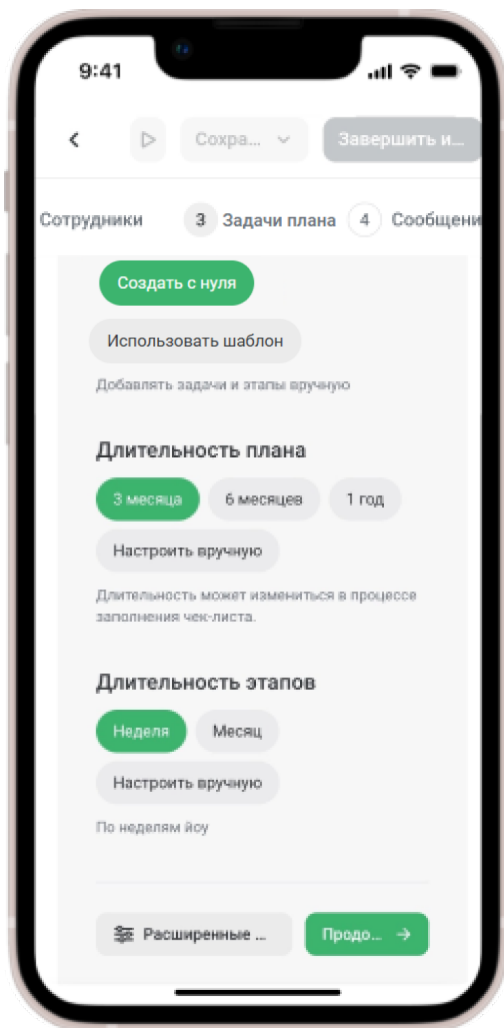 9:41
Сохра...
Завершить и...
Сотрудники
3 Задачи плана
4 Сообщени
Создать с нуля
Использовать шаблон
Добавлять задачи и этапы вручную
Длительность плана
3 месяца
6 месяцев
1 год
Настроить вручную
Длительность может измениться в процессе
заполнения чек-листа.
Длительность этапов
Неделя
Месяц
Настроить вручную
По неделям йоу
Расширенные ...
Продо...